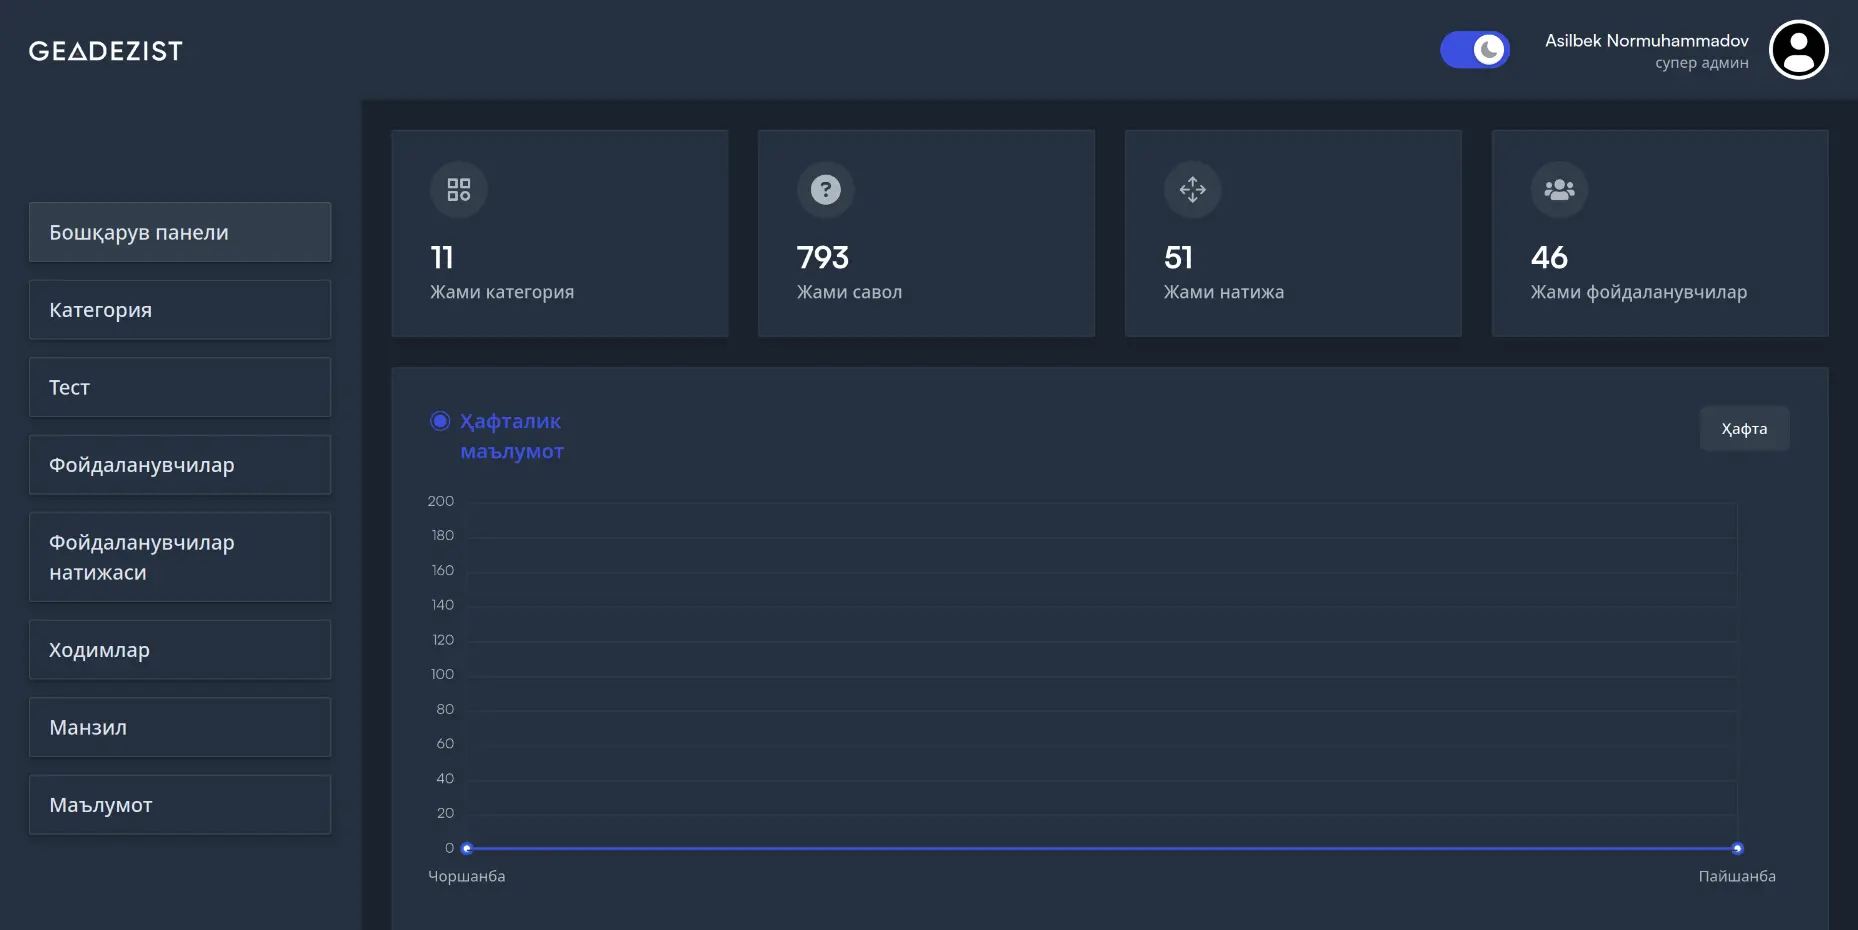 GEADEZIST
Asilbek Normuhammadov
супер админ
Бошқарув панели
Категория
Тест
Фойдаланувчилар
Фойдаланувчилар
натижаси
Ходимлар
Манзил
Маълумот
11
Жами категория
793
Жами савол
51
Жами натижа
46
Жами фойдаланувчилар
Ҳафталик
маълумот
Ҳафта
200
180
160
140
120
100
80
60
40
20
0
Чоршанба
Пайшанба